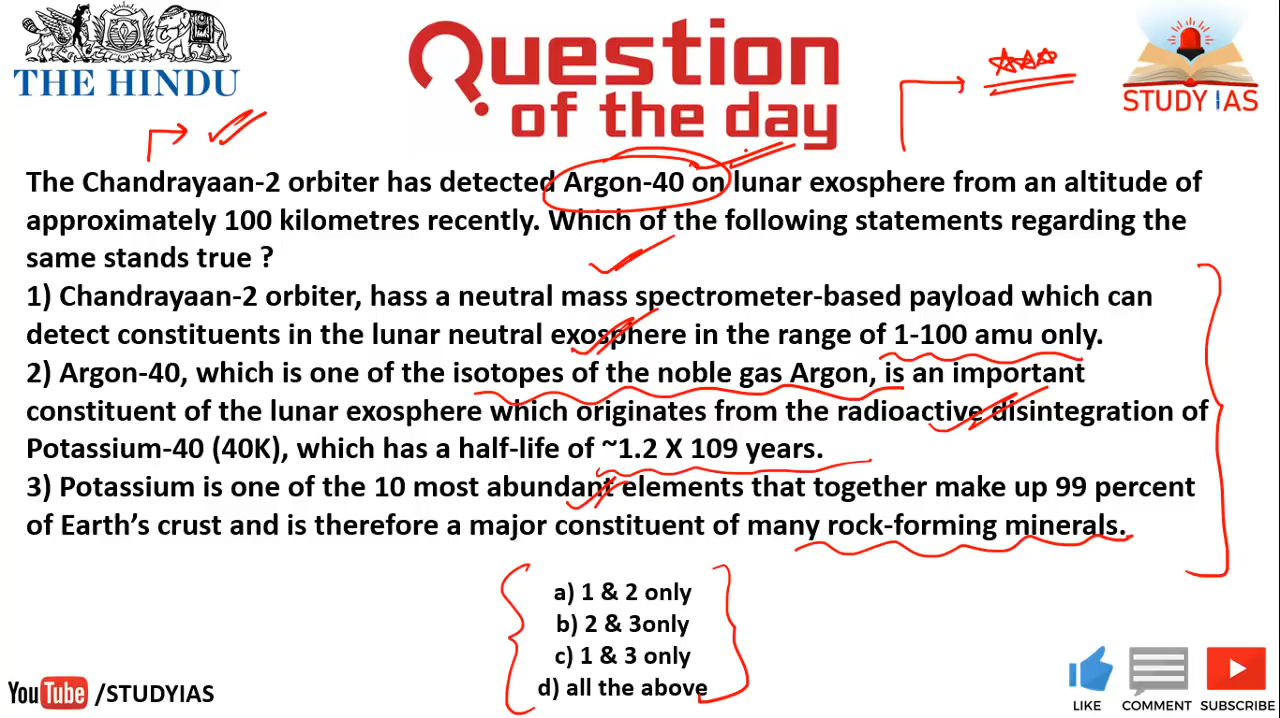 THE HINDU
Question
of the day
STUDY IAS
The Chandrayaan-2 orbiter has detected Argon-40 on lunar exosphere from an altitude of
approximately 100 kilometres recently. Which of the following statements regarding the
same stands true ?
1) Chandrayaan-2 orbiter, hass a neutral mass spectrometer-based payload which can
detect constituents in the lunar neutral exosphere in the range of 1-100 amu only.
2) Argon-40, which is one of the isotopes of the noble gas Argon, is an important
constituent of the lunar exosphere which originates from the radioactive disintegration of
Potassium-40 (40K), which has a half-life of ~1.2 X 109 years.
3) Potassium is one of the 10 most abundant elements that together make up 99 percent
of Earth’s crust and is therefore a major constituent of many rock-forming minerals.
a) 1 & 2 only
b) 2 & 3only
c) 1 & 3 only
d) all the above
YouTube /STUDYIAS
LIKE COMMENT SUBSCRIBE